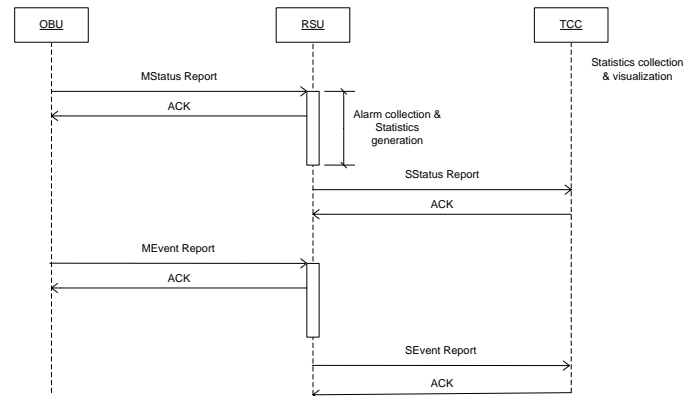 OBU
RSU
TCC
Statistics collection
& visualization
MStatus Report
ACK
Alarm collection &
Statistics
generation
SStatus Report
ACK
MEvent Report
ACK
SEvent Report
ACK